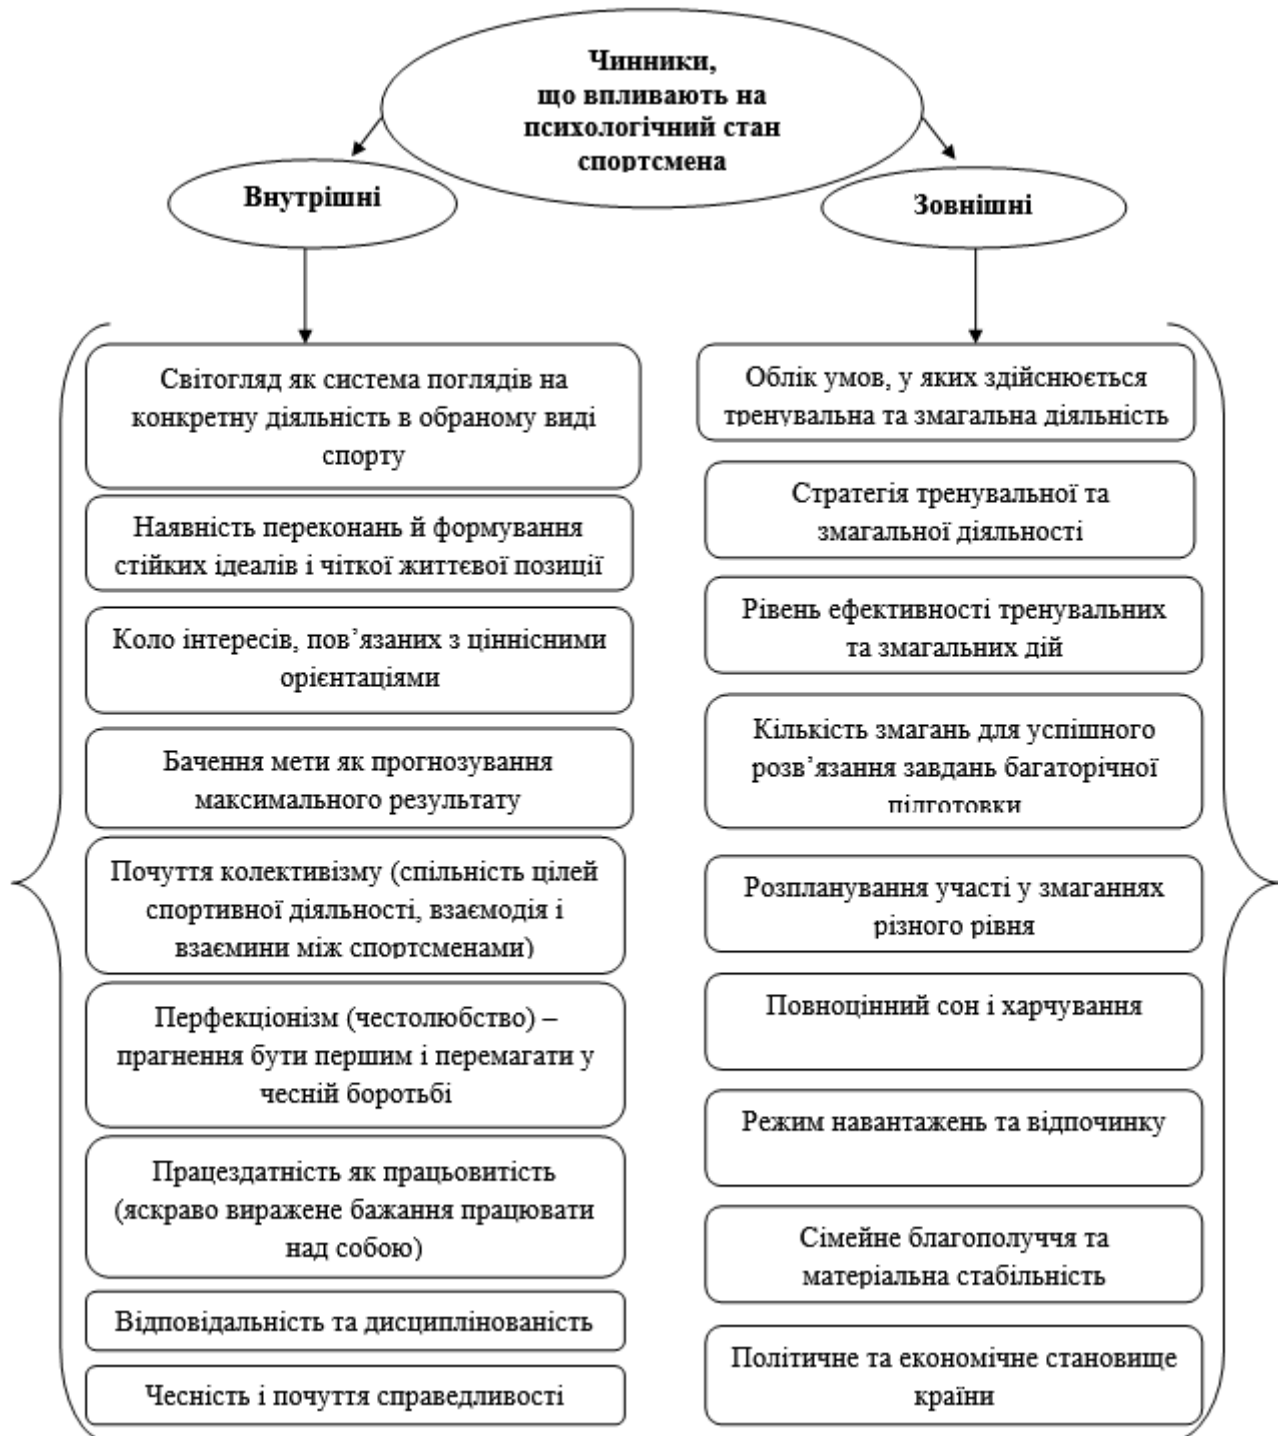 Чинники,
що впливають на
психологічний стан
спортсмена
Внутрішні
Зовнішні
Світогляд як система поглядів на
конкретну діяльність в обраному виді
спорту
Наявність переконань й формування
стійких ідеалів і чіткої життєвої позиції
Коло інтересів, пов’язаних з ціннісними
орієнтаціями
Бачення мети як прогнозування
максимального результату
Почуття колективізму (спільність цілей
спортивної діяльності, взаємодія і
взаємини між спортсменами)
Перфекціонізм (честолюбство) –
прагнення бути першим і перемагати у
чесній боротьбі
Працездатність як працьовитість
(яскраво виражене бажання працювати
над собою)
Відповідальність та дисциплінованість
Чесність і почуття справедливості
Облік умов, у яких здійснюється
тренувальна та змагальна діяльність
Стратегія тренувальної та
змагальної діяльності
Рівень ефективності тренувальних
та змагальних дій
Кількість змагань для успішного
розв’язання завдань багаторічної
підготовки
Розпланування участі у змаганнях
різного рівня
Повноцінний сон і харчування
Режим навантажень та відпочинку
Сімейне благополуччя та
матеріальна стабільність
Політичне та економічне становище
країни